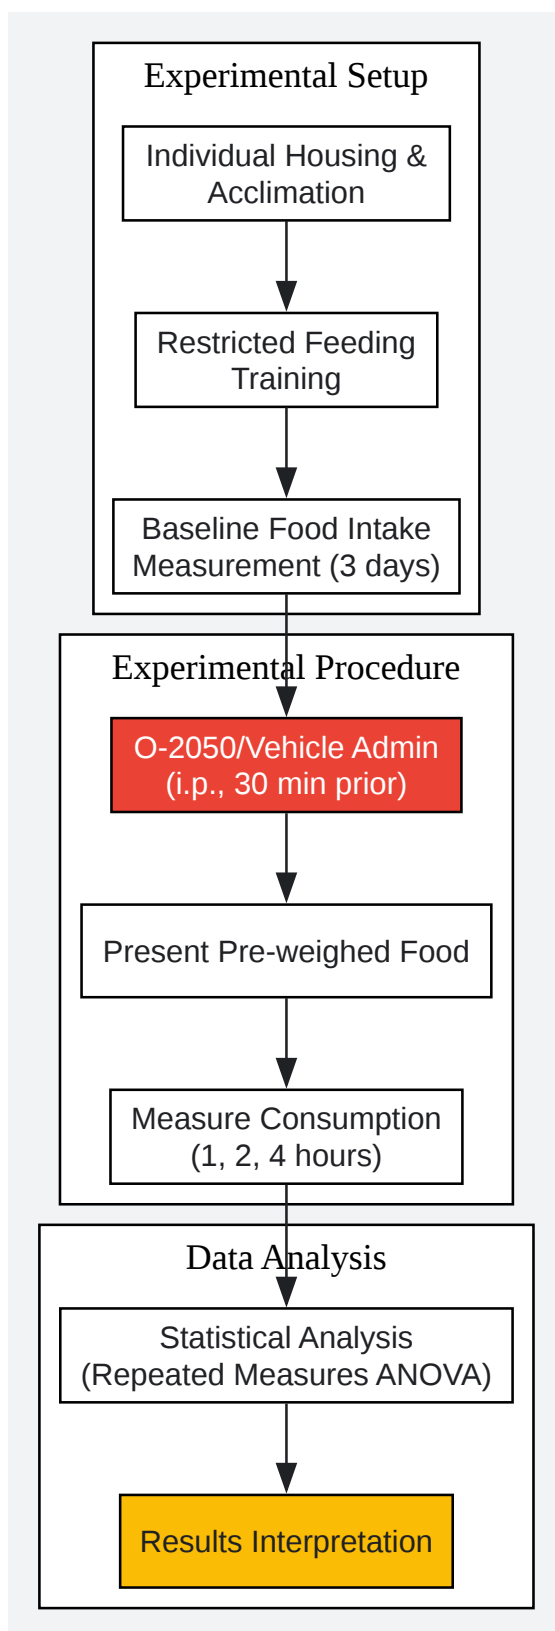 Experimental Setup
Individual Housing &
Acclimation
Restricted Feeding
Training
Baseline Food Intake
Measurement (3 days)
Experimental Procedure
O-2050/Vehicle Admin
(i.p., 30 min prior)
Present Pre-weighed Food
Measure Consumption
(1, 2, 4 hours)
Data Analysis
Statistical Analysis
(Repeated Measures ANOVA)
Results Interpretation